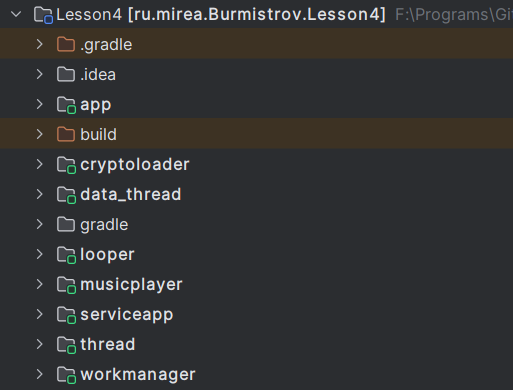 Lesson4 [ru.mirea.Burmistrov.Lesson4] F:\Programs\Gi
.gradle
.idea
app
build
cryptoloader
data_thread
gradle
looper
musicplayer
serviceapp
thread
workmanager